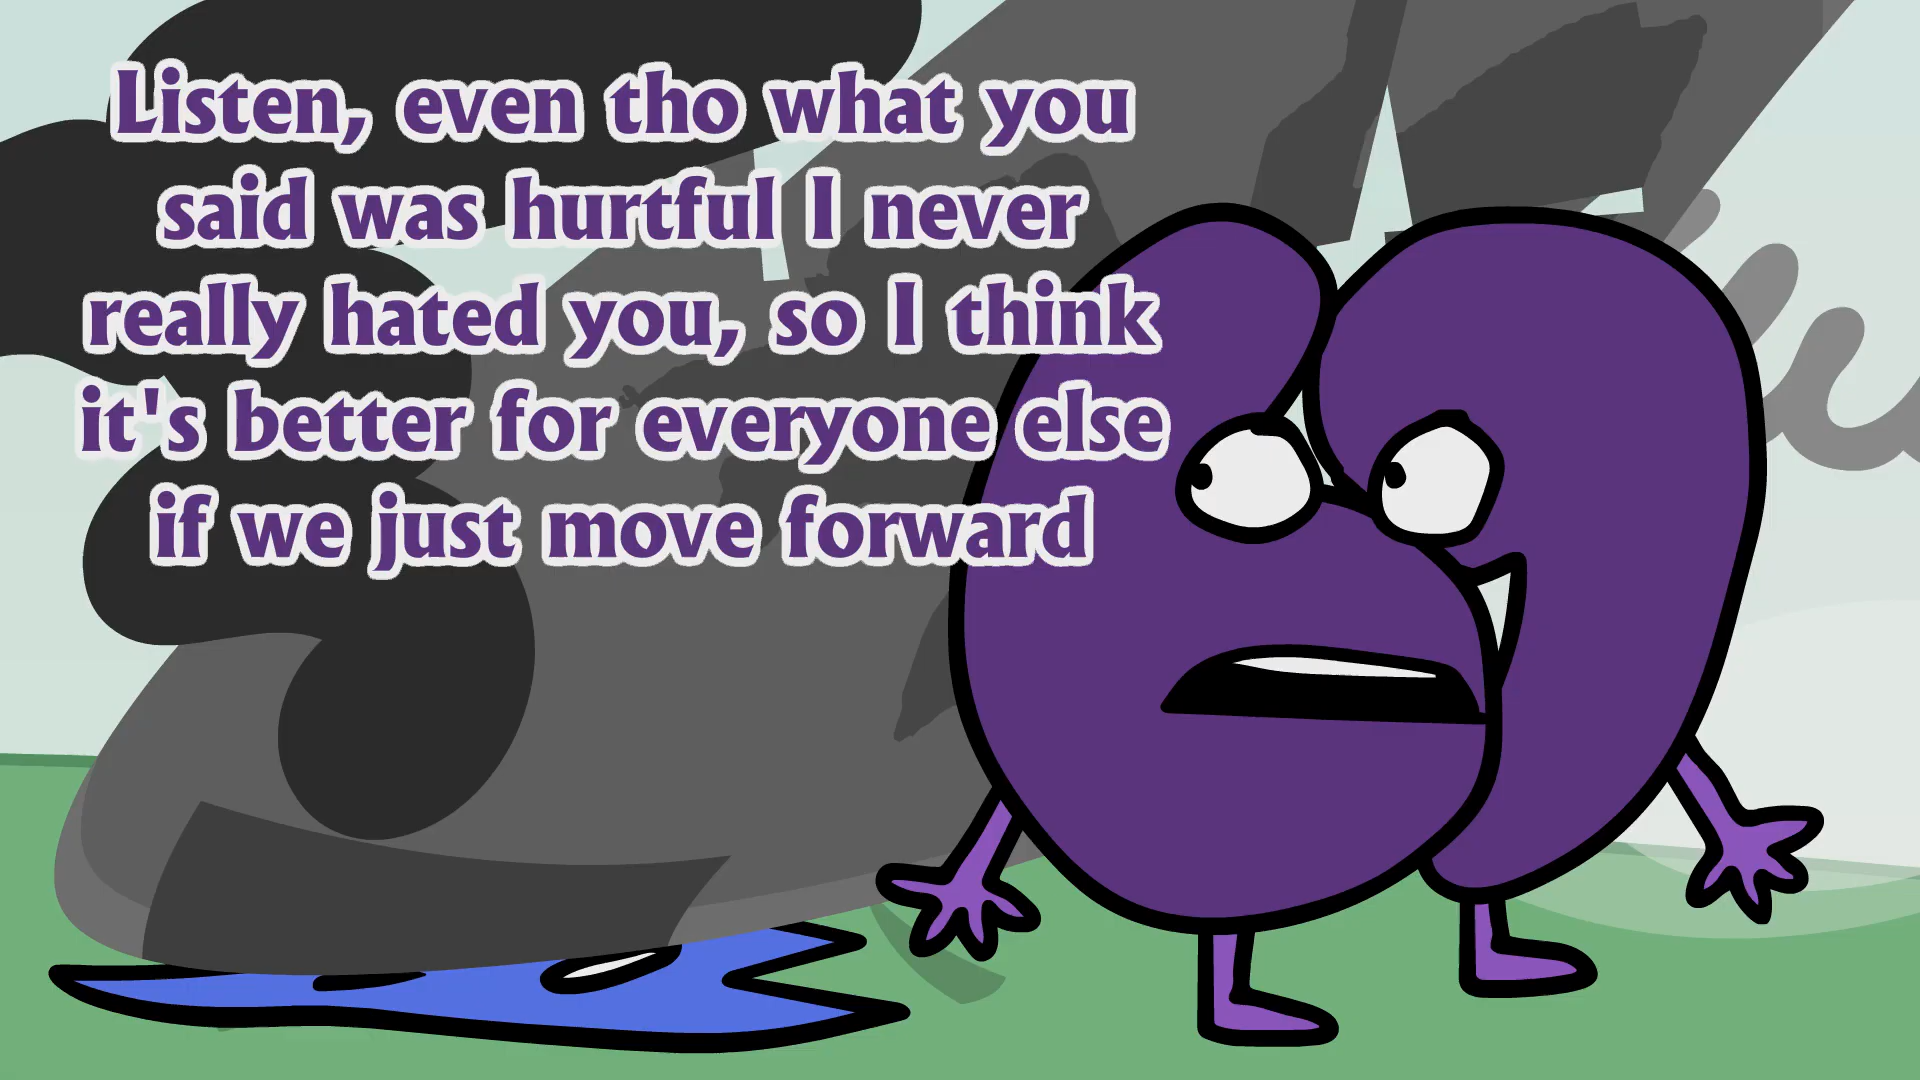 Listen, even tho what you
said was hurtful I never
really hated you, so I think
it's better for everyone else
if we just move forward